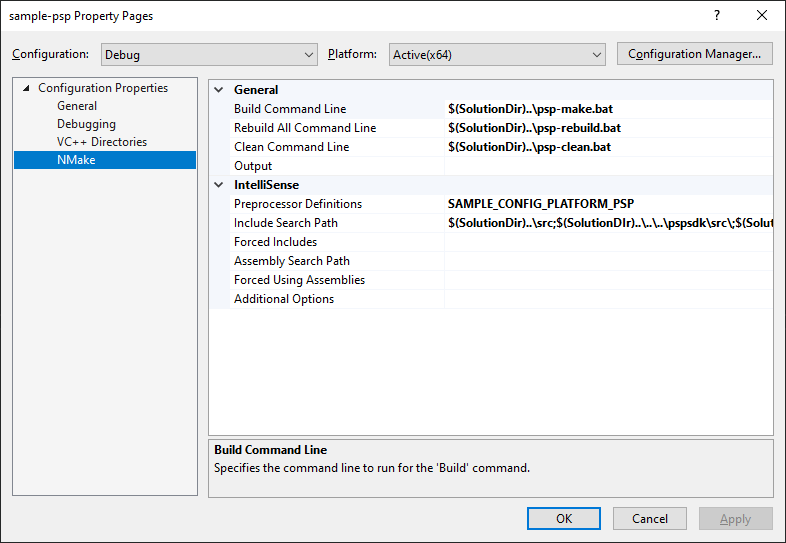 sample-psp Property Pages
? 
Configuration: Debug Platform: Active(x64) Configuration Manager...
Configuration Properties
General
Debugging
VC++ Directories
NMake
General
Build Command Line $(SolutionDir)..\psp-make.bat
Rebuild All Command Line $(SolutionDir)..\psp-rebuild.bat
Clean Command Line $(SolutionDir)..\psp-clean.bat
Output
IntelliSense
Preprocessor Definitions SAMPLE_CONFIG_PLATFORM_PSP
Include Search Path $(SolutionDir)..\src;$(SolutionDIr)..\..\..\pspsdk\src\;$(Solut
Forced Includes
Assembly Search Path
Forced Using Assemblies
Additional Options
Build Command Line
Specifies the command line to run for the 'Build' command.
OK Cancel Apply